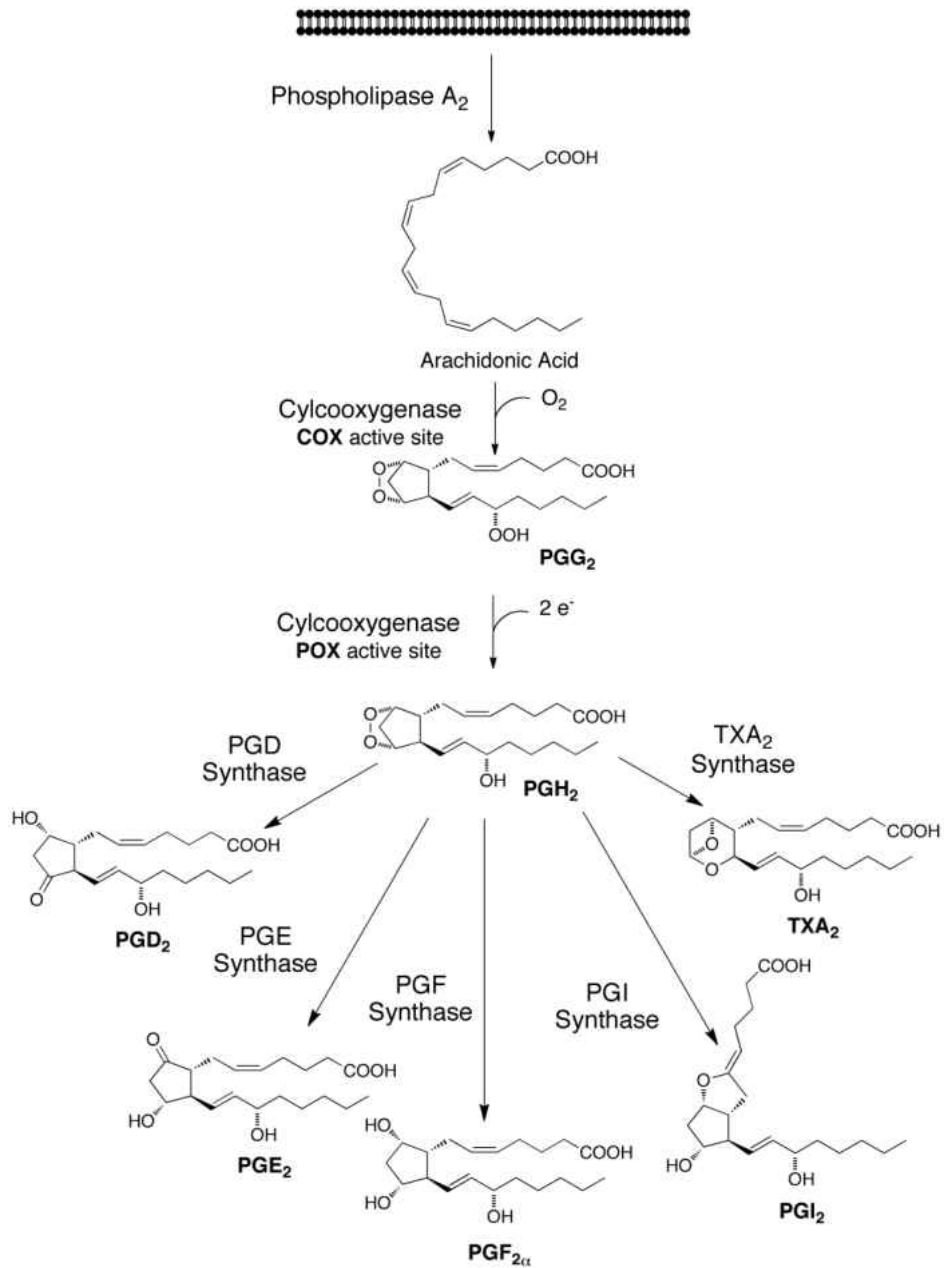 Phospholipase A₂
COOH
Arachidonic Acid
Cylcooxygenase
COX active site
O₂
O
O
COOH
OOH
PGG₂
Cylcooxygenase
POX active site
2 e⁻
O
O
COOH
OH
PGH₂
PGD
Synthase
TXA₂
Synthase
HO
COOH
O
OH
PGD₂
COOH
O
O
OH
TXA₂
PGE
Synthase
PGF
Synthase
PGI
Synthase
O
COOH
HO
OH
PGE₂
HO
COOH
HO
OH
PGF₂α
COOH
O
HO
OH
PGI₂